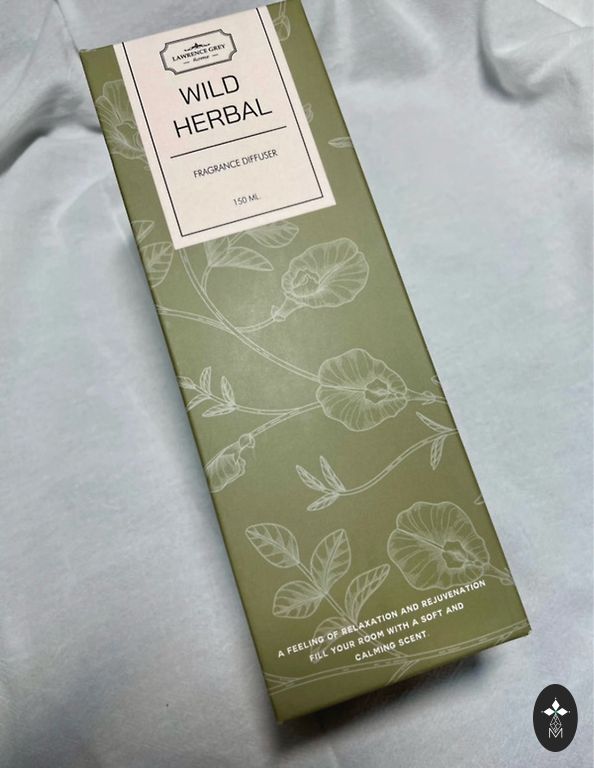 LAWRENCE GREY
home
WILD
HERBAL
FRAGRANCE DIFFUSER
150 ML.
A FEELING OF RELAXATION AND REJUVENATION
FILL YOUR ROOM WITH A SOFT AND
CALMING SCENT.
M